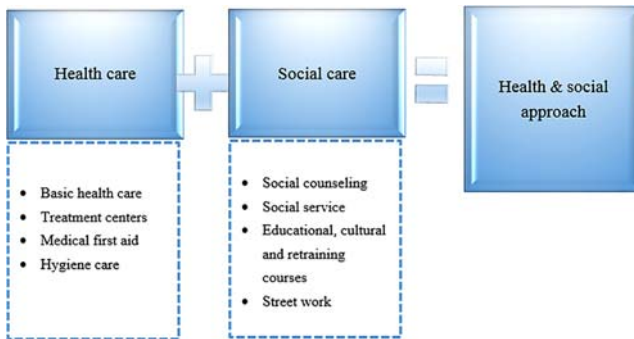 Health care
Social care
Health & social
approach
• Basic health care
• Treatment centers
• Medical first aid
• Hygiene care
• Social counseling
• Social service
• Educational, cultural
and retraining
courses
• Street work